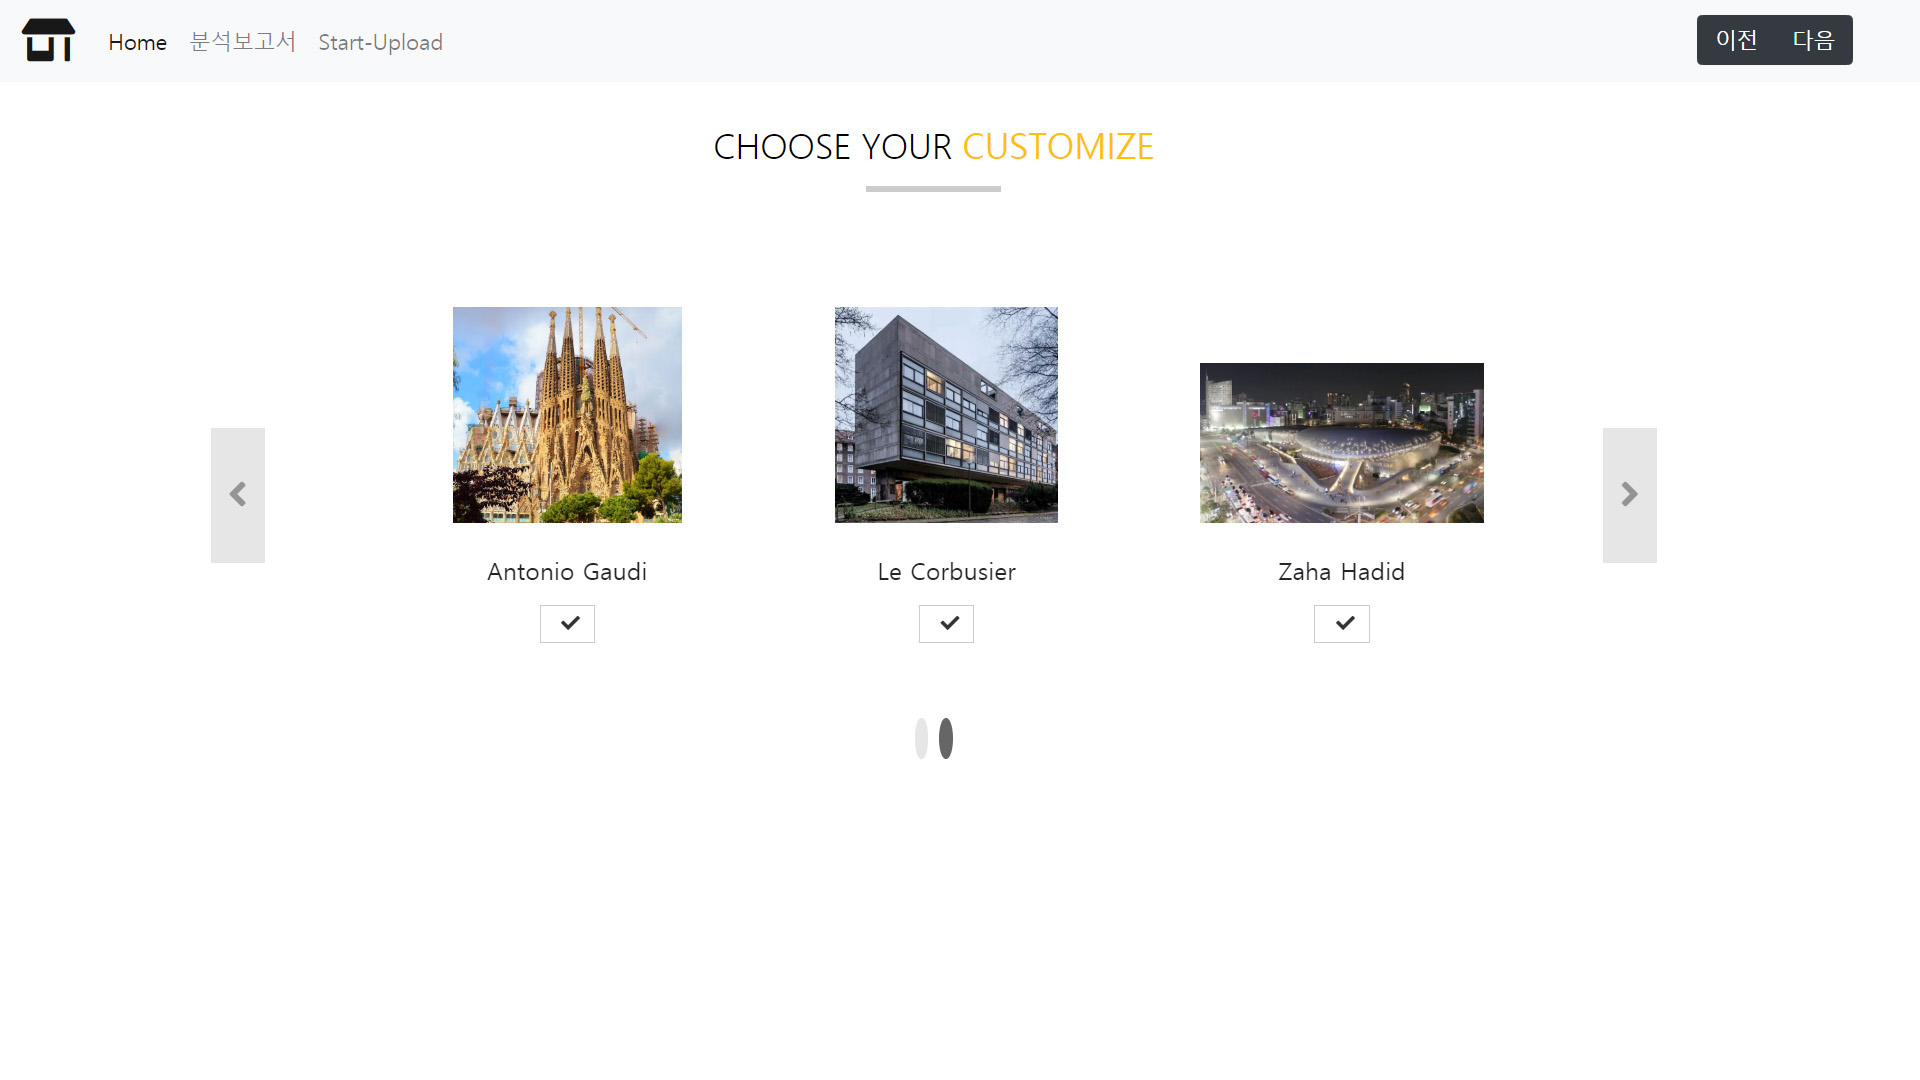 Home 분석보고서 Start-Upload 이전 다음
CHOOSE YOUR CUSTOMIZE
Antonio Gaudi Le Corbusier Zaha Hadid